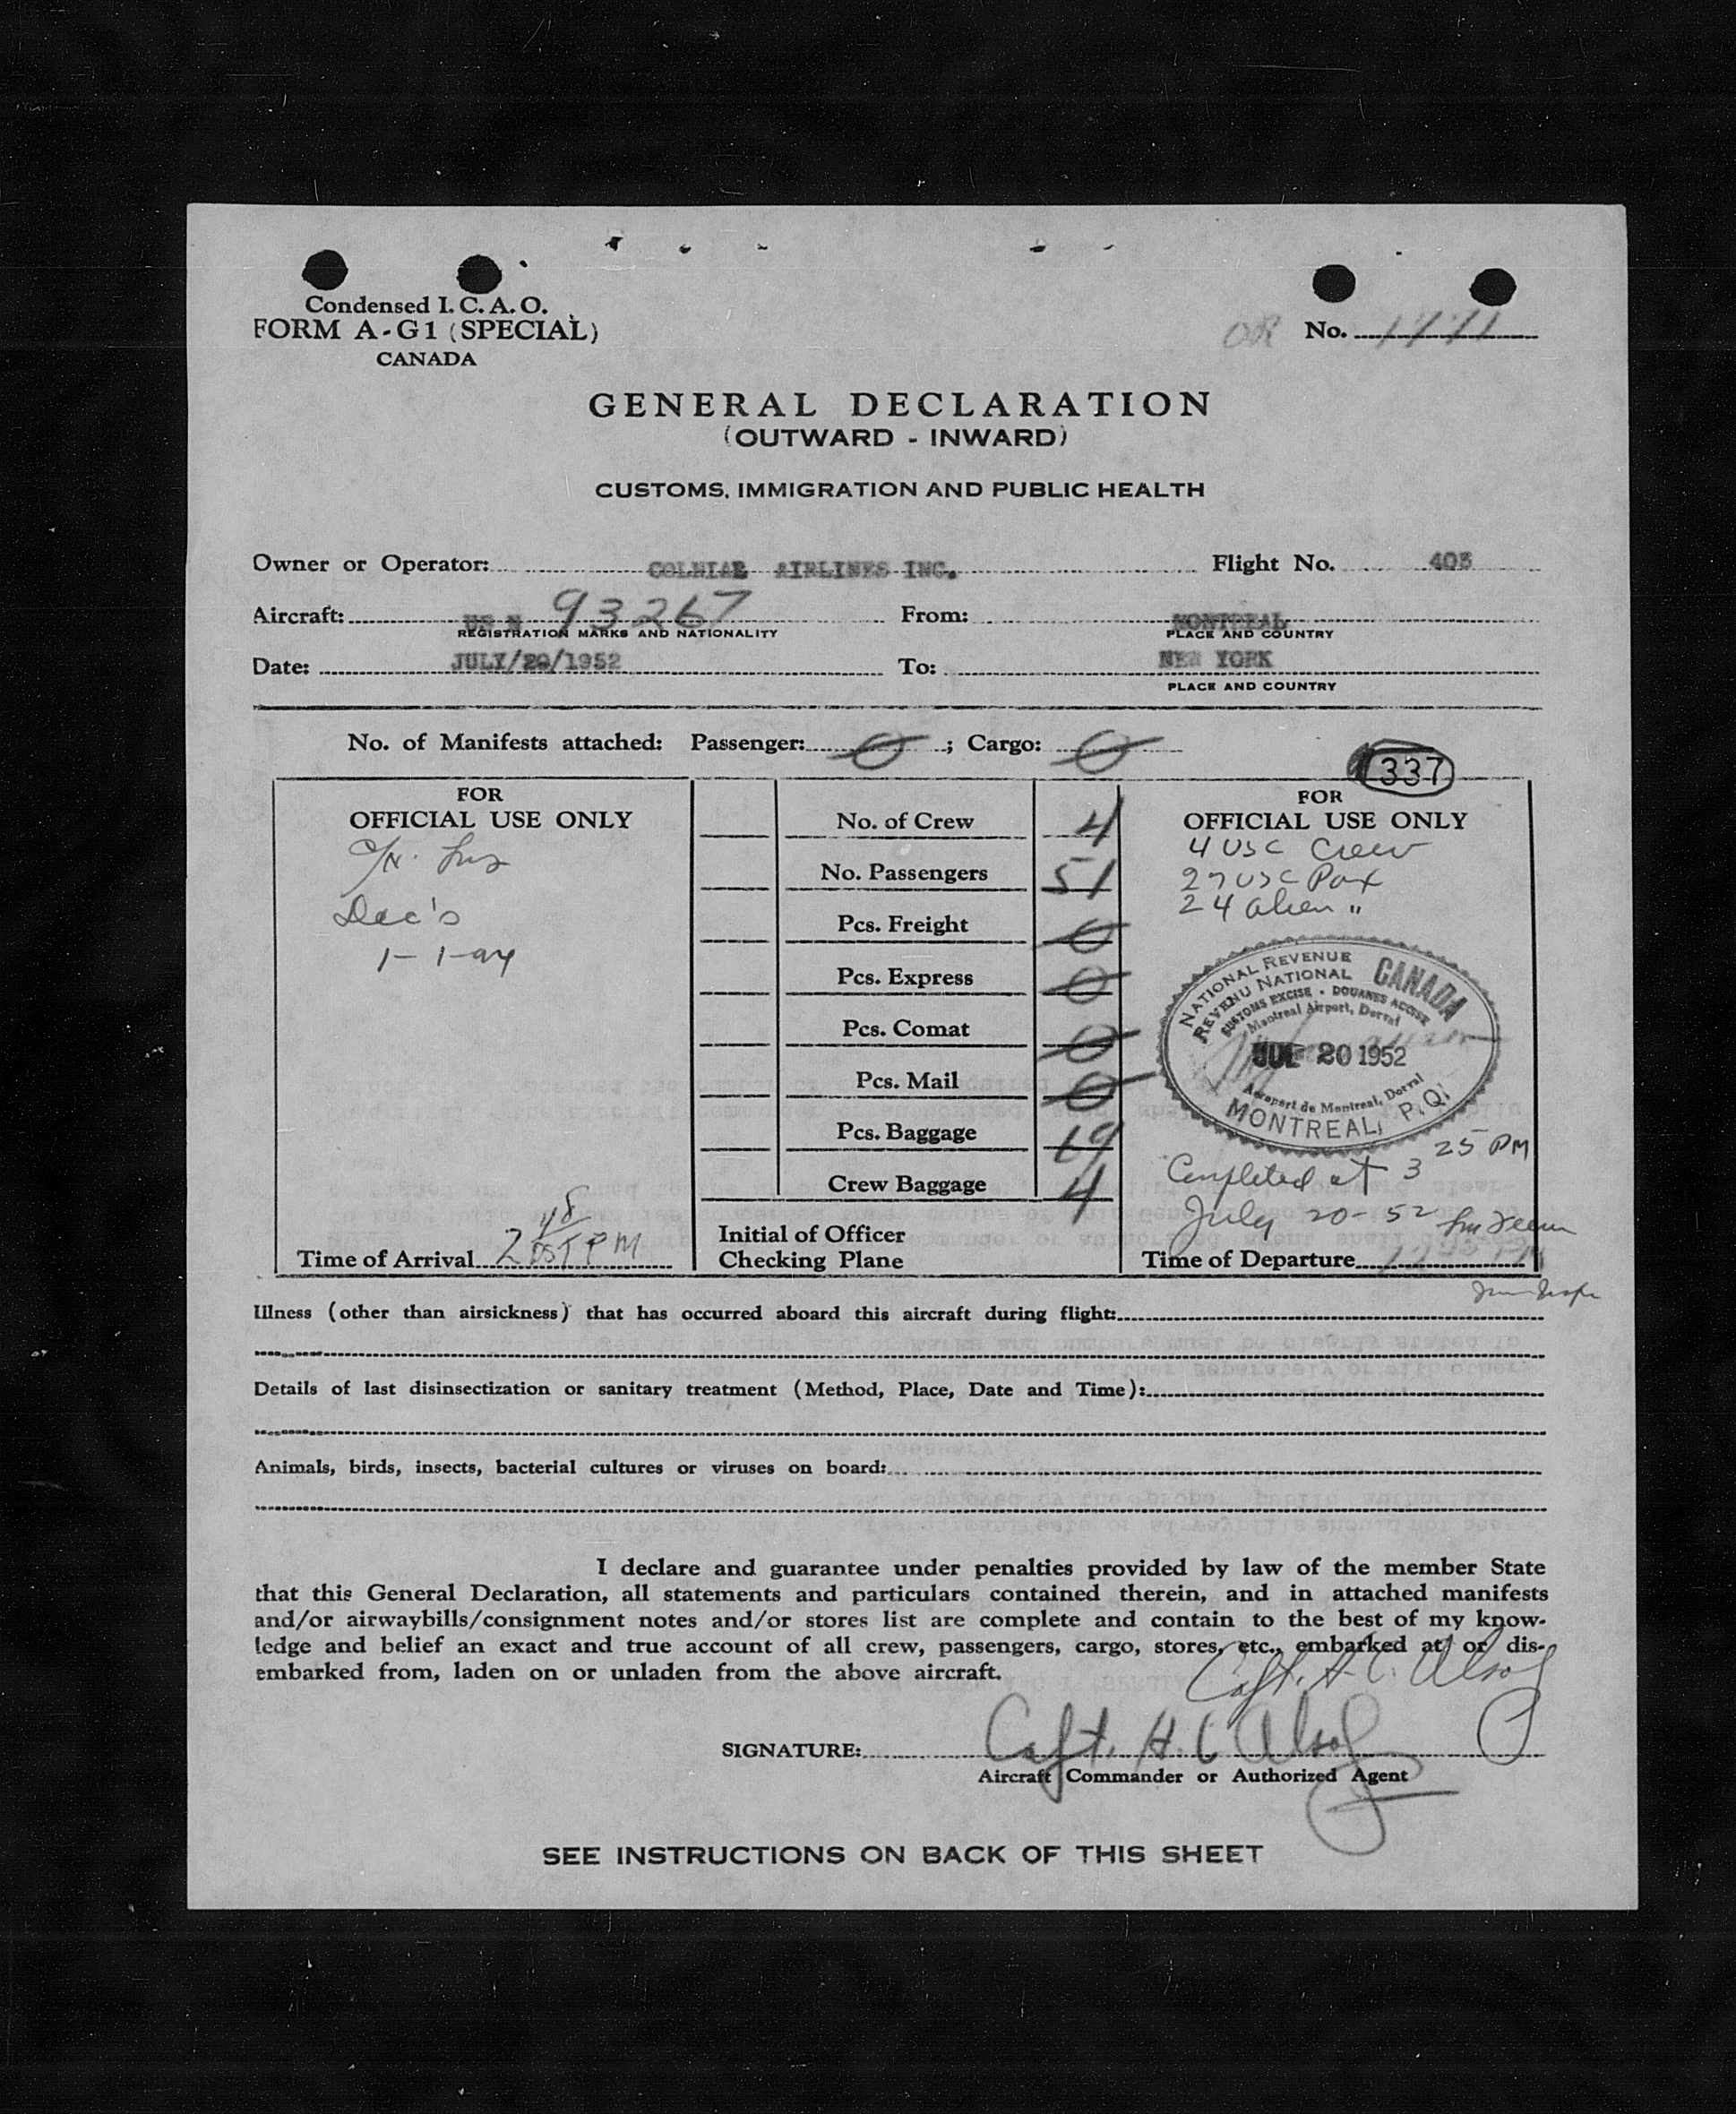 Condensed I. C. A. O.
FORM A-G1 (SPECIAL)
CANADA
No. 1771
GENERAL DECLARATION
(OUTWARD - INWARD)
CUSTOMS, IMMIGRATION AND PUBLIC HEALTH
Owner or Operator: COLNIAL AIRLINES INC. Flight No. 403
Aircraft: US N 93267 From: MONTREAL
REGISTRATION MARKS AND NATIONALITY PLACE AND COUNTRY
Date: JULY/20/1952 To: NEW YORK
PLACE AND COUNTRY
No. of Manifests attached: Passenger: 0 ; Cargo: 0
337
FOR
OFFICIAL USE ONLY
Dec's
No. of Crew 4
No. Passengers 51
Pcs. Freight 0
Pcs. Express 0
Pcs. Comat 0
Pcs. Mail 0
Pcs. Baggage 19
Crew Baggage 4
FOR
OFFICIAL USE ONLY
4 USC Crew
27 USC Pax
24 alien "
NATIONAL REVENUE
REVENU NATIONAL
CANADA
CUSTOMS EXCISE - DOUANES ACCISE
Montreal Airport, Dorval
JUL 20 1952
Aeroport de Montreal, Dorval
MONTREAL, P.Q.
Completed at 3 25 PM
July 20-52
Time of Arrival 2 48 DST PM
Initial of Officer
Checking Plane
Time of Departure
Illness (other than airsickness) that has occurred aboard this aircraft during flight:
Details of last disinsectization or sanitary treatment (Method, Place, Date and Time):
Animals, birds, insects, bacterial cultures or viruses on board:
I declare and guarantee under penalties provided by law of the member State
that this General Declaration, all statements and particulars contained therein, and in attached manifests
and/or airwaybills/consignment notes and/or stores list are complete and contain to the best of my know-
ledge and belief an exact and true account of all crew, passengers, cargo, stores, etc., embarked at, or dis-
embarked from, laden on or unladen from the above aircraft.
Capt. H. C. Alsop
SIGNATURE: Capt. H. C Alsop
Aircraft Commander or Authorized Agent
SEE INSTRUCTIONS ON BACK OF THIS SHEET